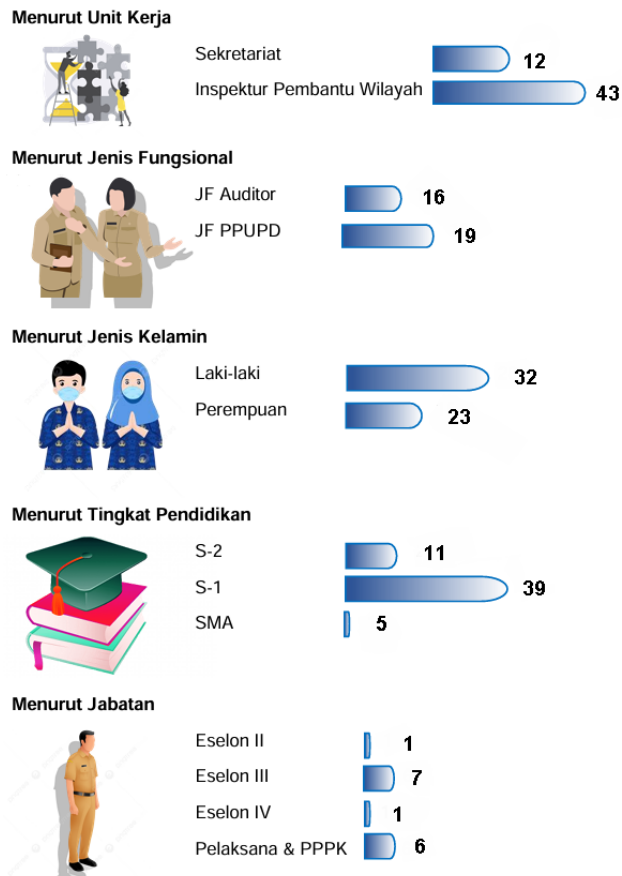 Menurut Unit Kerja
Sekretariat 12
Inspektur Pembantu Wilayah 43
Menurut Jenis Fungsional
JF Auditor 16
JF PPUPD 19
Menurut Jenis Kelamin
Laki-laki 32
Perempuan 23
Menurut Tingkat Pendidikan
S-2 11
S-1 39
SMA 5
Menurut Jabatan
Eselon II 1
Eselon III 7
Eselon IV 1
Pelaksana & PPPK 6